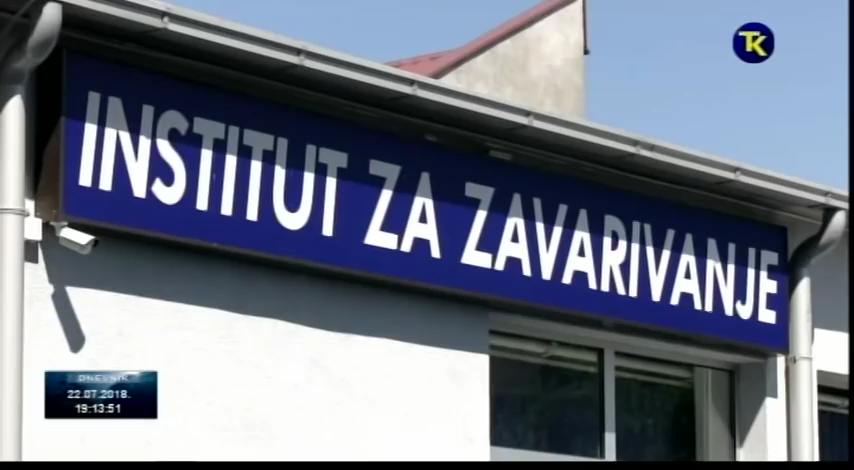 TK
INSTITUT ZA ZAVARIVANJE
DNEVNIK
22.07.2018.
19:13:51